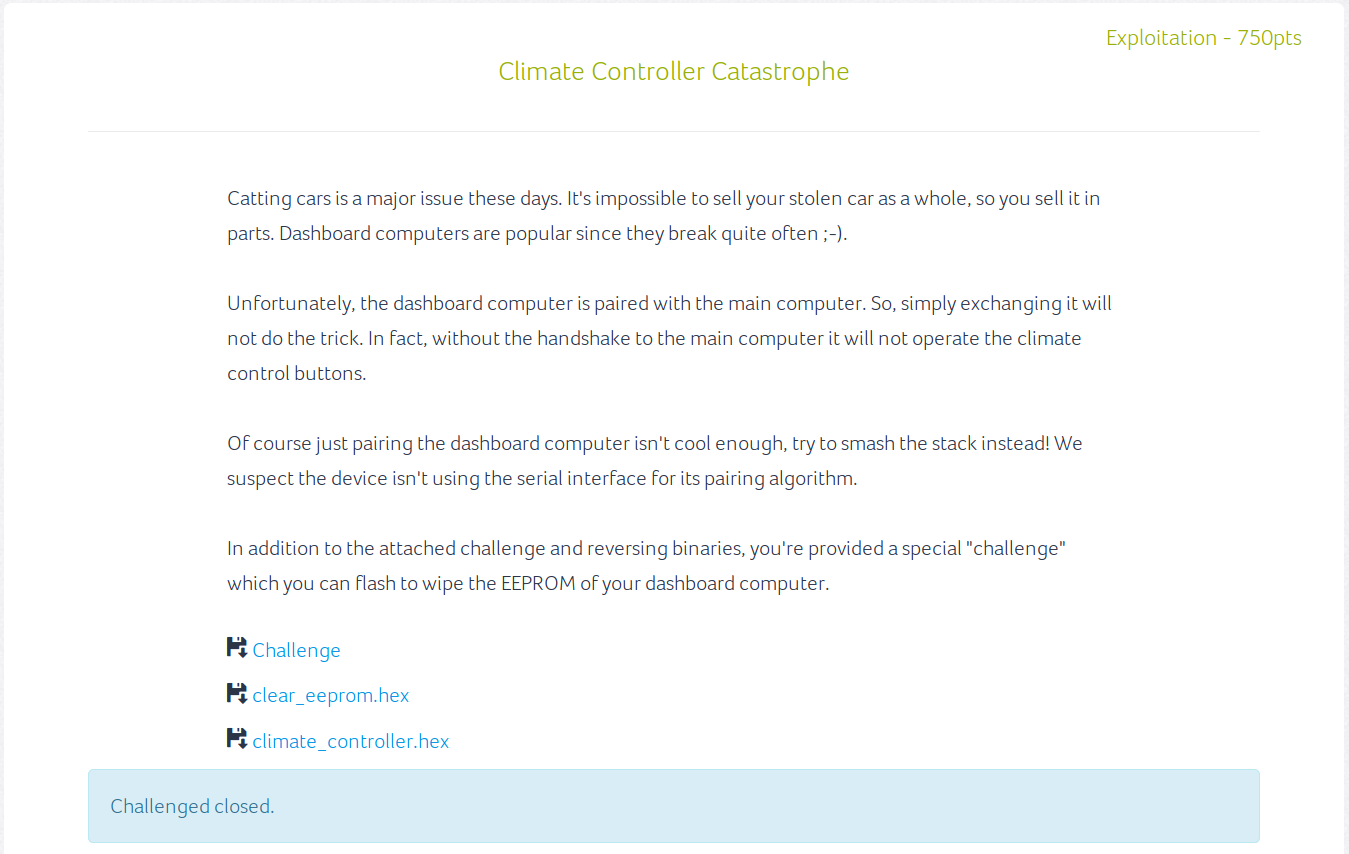 Exploitation - 750pts
Climate Controller Catastrophe
Catting cars is a major issue these days. It's impossible to sell your stolen car as a whole, so you sell it in
parts. Dashboard computers are popular since they break quite often ;-).
Unfortunately, the dashboard computer is paired with the main computer. So, simply exchanging it will
not do the trick. In fact, without the handshake to the main computer it will not operate the climate
control buttons.
Of course just pairing the dashboard computer isn't cool enough, try to smash the stack instead! We
suspect the device isn't using the serial interface for its pairing algorithm.
In addition to the attached challenge and reversing binaries, you're provided a special "challenge"
which you can flash to wipe the EEPROM of your dashboard computer.
Challenge
clear_eeprom.hex
climate_controller.hex
Challenged closed.